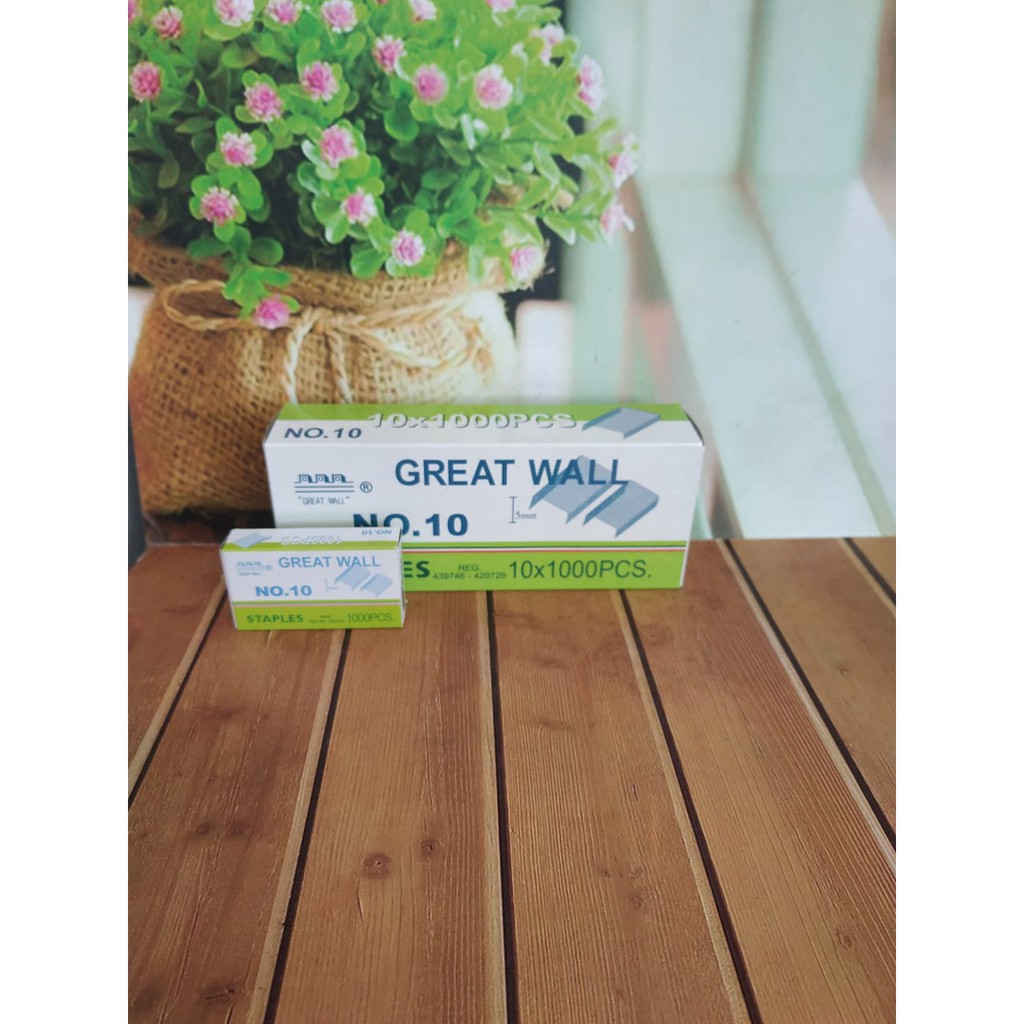 10x1000PCS
NO.10
GREAT WALL
"GREAT WALL" ®
5mm
NO.10
ES REG. 10x1000PCS.
439746 - 420729
NO.10
1000PCS
GREAT WALL
NO.10
STAPLES 1000PCS.